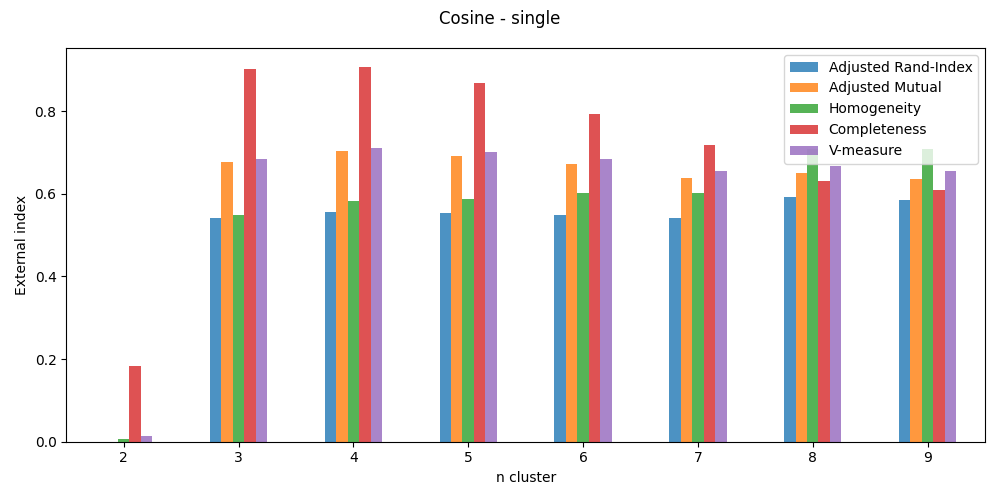 Cosine - single
Adjusted Rand-Index
Adjusted Mutual
Homogeneity
Completeness
V-measure
External index
0.8
0.6
0.4
0.2
0.0
2 3 4 5 6 7 8 9
n cluster